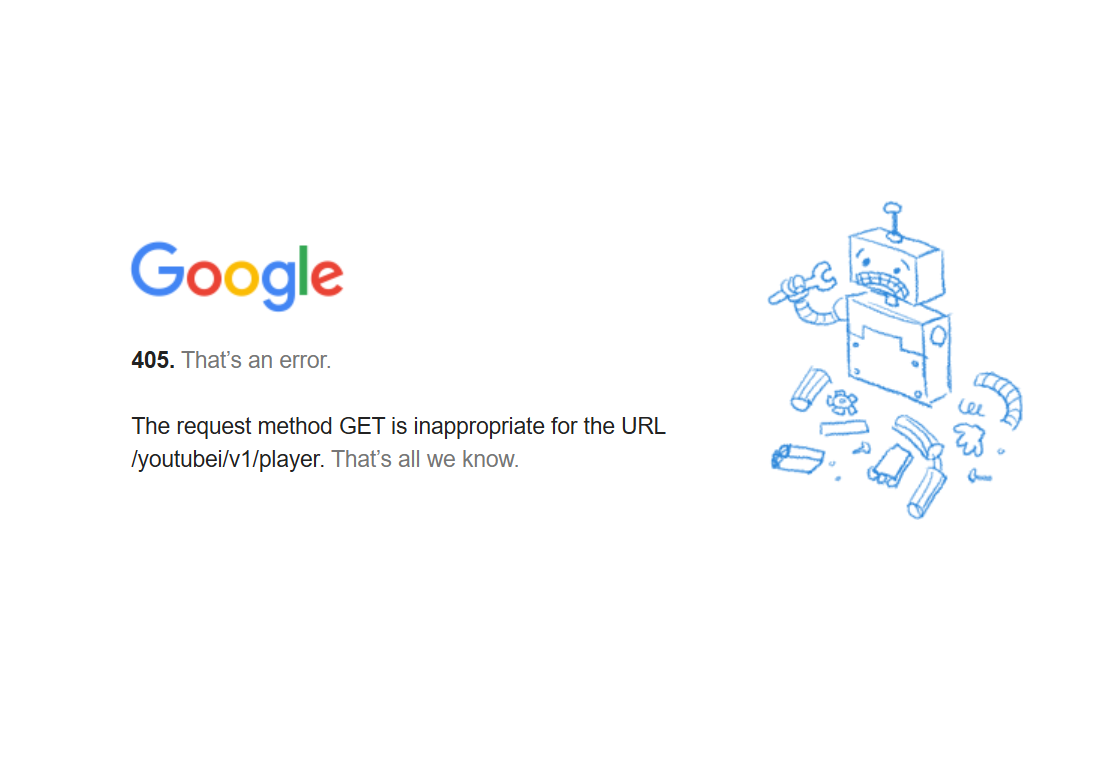 Google
405. That’s an error.
The request method GET is inappropriate for the URL
/youtubei/v1/player. That’s all we know.